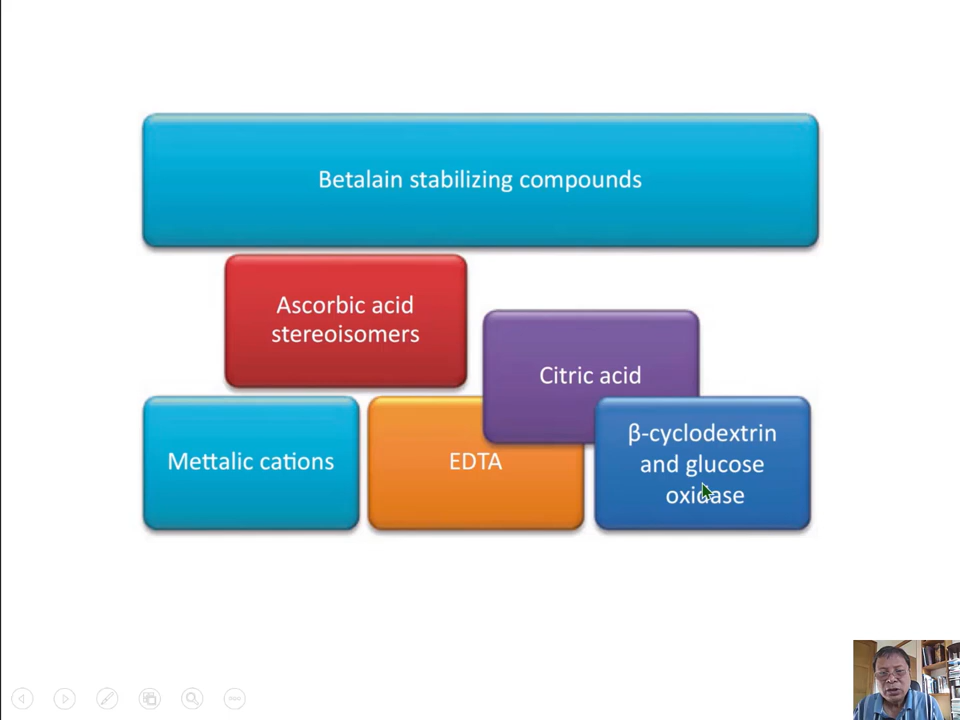 Betalain stabilizing compounds
Ascorbic acid
stereoisomers
Citric acid
Mettalic cations
EDTA
β-cyclodextrin
and glucose
oxidase